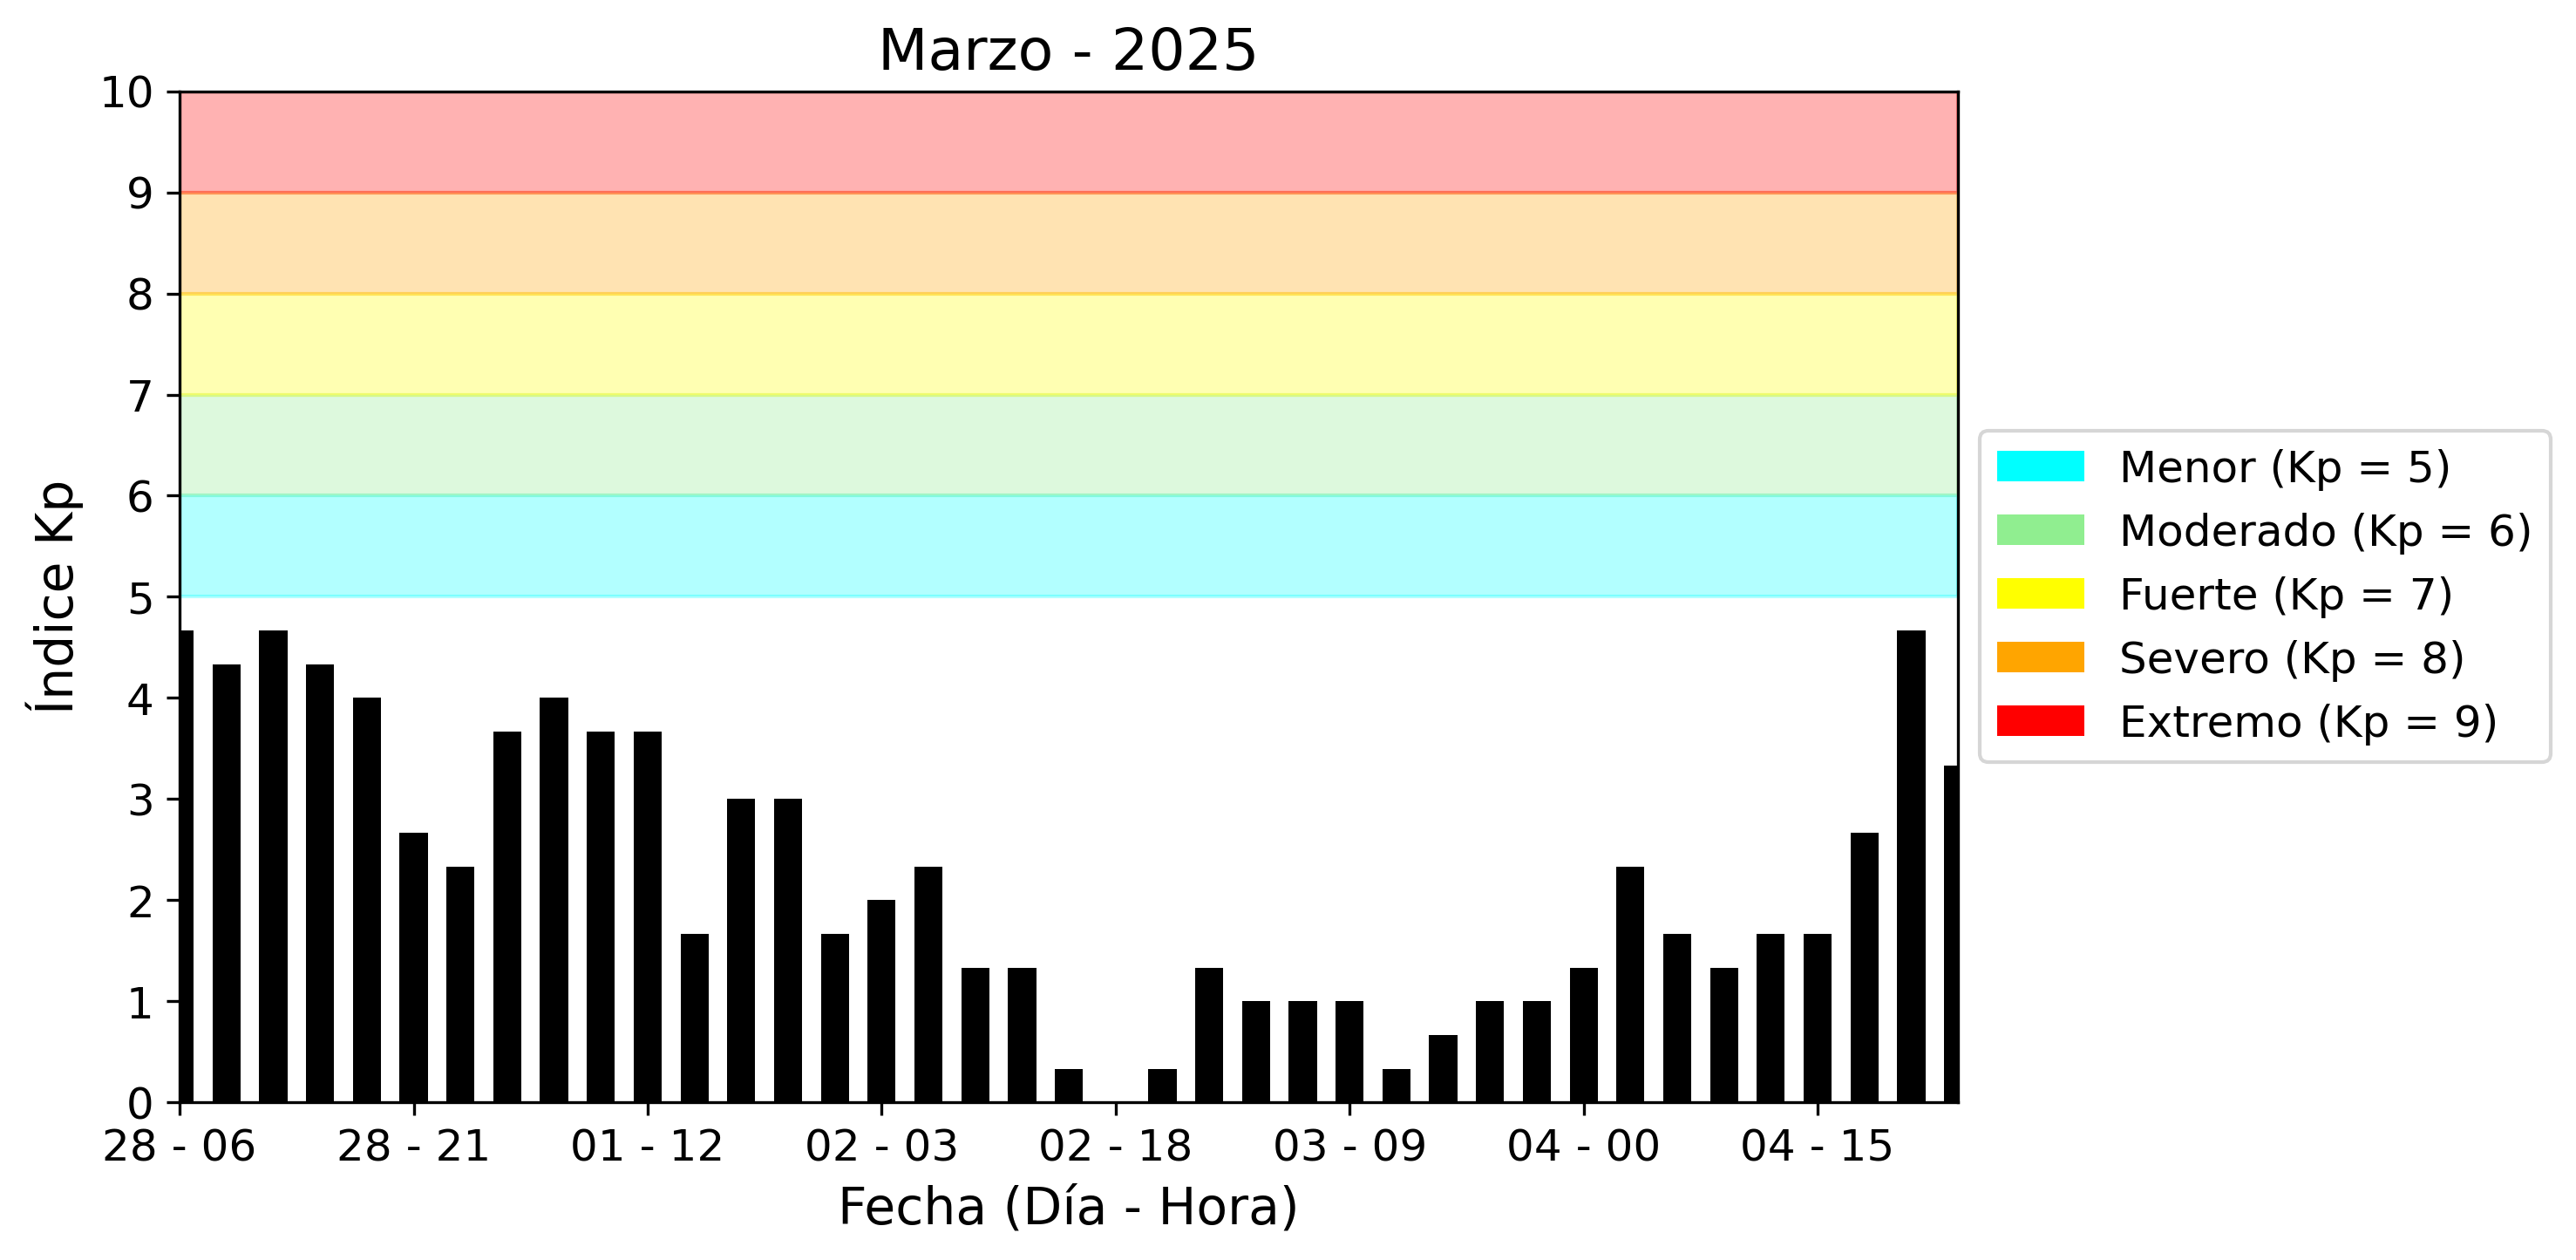 Marzo - 2025
10
9
8
7
6
5
4
3
2
1
0
Índice Kp
28 - 06
28 - 21
01 - 12
02 - 03
02 - 18
03 - 09
04 - 00
04 - 15
Fecha (Día - Hora)
Menor (Kp = 5)
Moderado (Kp = 6)
Fuerte (Kp = 7)
Severo (Kp = 8)
Extremo (Kp = 9)